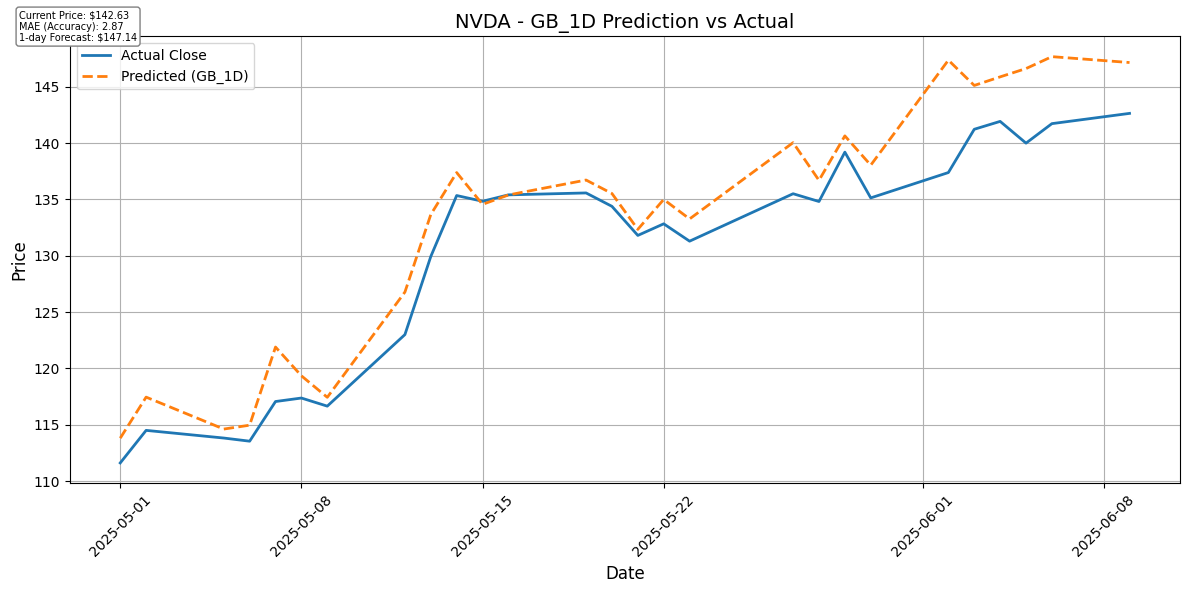 NVDA - GB_1D Prediction vs Actual
Current Price: $142.63
MAE (Accuracy): 2.87
1-day Forecast: $147.14
Actual Close
Predicted (GB_1D)
Price
145
140
135
130
125
120
115
110
2025-05-01
2025-05-08
2025-05-15
2025-05-22
2025-06-01
2025-06-08
Date